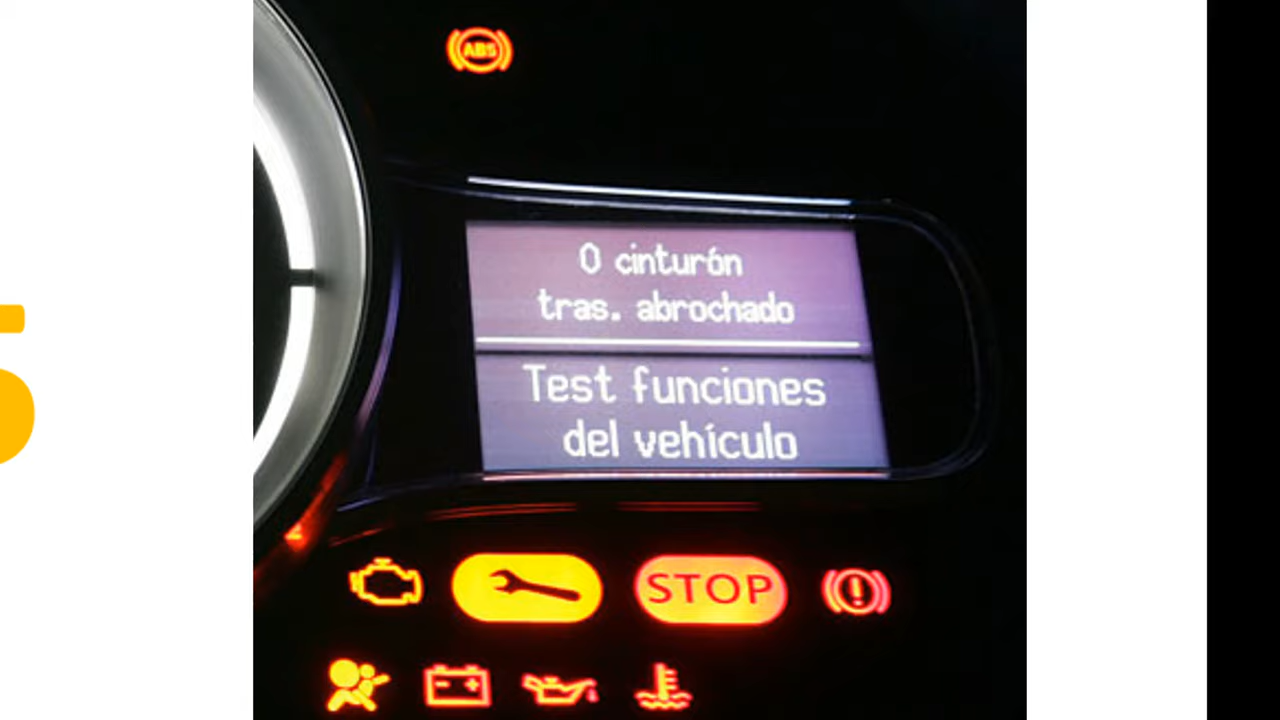 ABS
0 cinturón
tras. abrochado
Test funciones
del vehículo
STOP